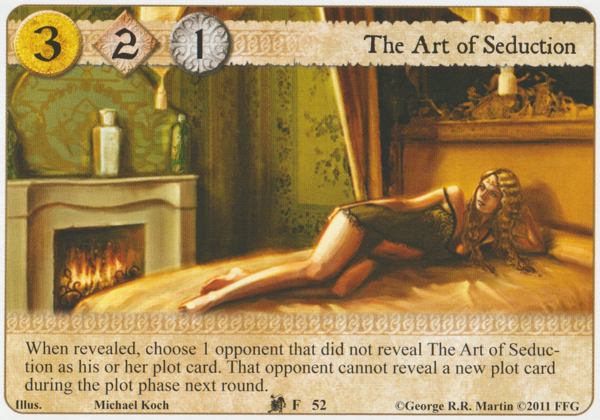 3 2 1 The Art of Seduction
When revealed, choose 1 opponent that did not reveal The Art of Seduc-
tion as his or her plot card. That opponent cannot reveal a new plot card
during the plot phase next round.
Illus. Michael Koch F 52 ©George R.R. Martin ©2011 FFG